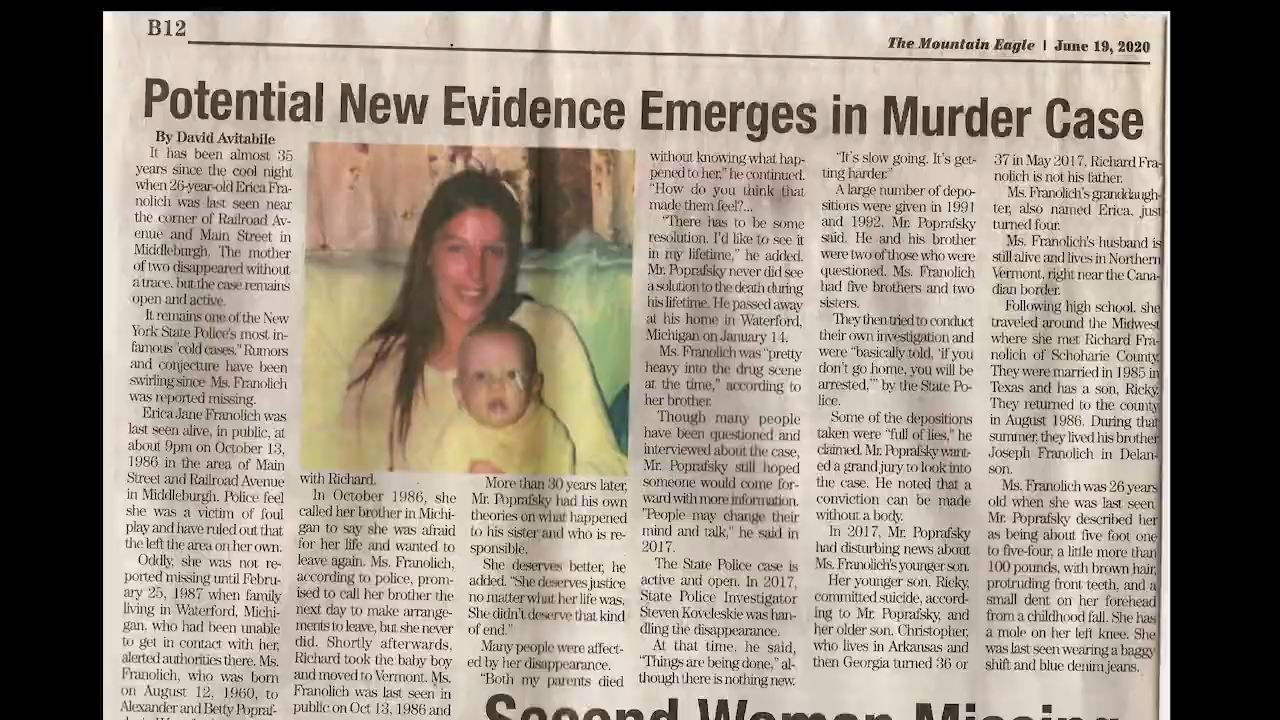 B12
The Mountain Eagle | June 19, 2020
Potential New Evidence Emerges in Murder Case
By David Avitabile
It has been almost 35
years since the cool night
when 26-year-old Erica Fra-
nolich was last seen near
the corner of Railroad Av-
enue and Main Street in
Middleburgh. The mother
of two disappeared without
a trace, but the case remains
open and active.
It remains one of the New
York State Police's most in-
famous "cold cases." Rumors
and conjecture have been
swirling since Ms. Franolich
was reported missing.
Erica Jane Franolich was
last seen alive, in public, at
about 9pm on October 13,
1986 in the area of Main
Street and Railroad Avenue
in Middleburgh. Police feel
she was a victim of foul
play and have ruled out that
the left the area on her own.
Oddly, she was not re-
ported missing until Febru-
ary 25, 1987 when family
living in Waterford, Michi-
gan, who had been unable
to get in contact with her,
alerted authorities there. Ms.
Franolich, who was born
on August 12, 1960, to
Alexander and Betty Popraf-
with Richard.
In October 1986, she
called her brother in Michi-
gan to say she was afraid
for her life and wanted to
leave again. Ms. Franolich,
according to police, prom-
ised to call her brother the
next day to make arrange-
ments to leave, but she never
did. Shortly afterwards,
Richard took the baby boy
and moved to Vermont. Ms.
Franolich was last seen in
public on Oct 13, 1986 and
More than 30 years later,
Mr. Poprafsky had his own
theories on what happened
to his sister and who is re-
sponsible.
She deserves better, he
added. "She deserves justice
no matter what her life was.
She didn't deserve that kind
of end."
Many people were affect-
ed by her disappearance.
"Both my parents died
without knowing what hap-
pened to her," he continued.
"How do you think that
made them feel?...
"There has to be some
resolution. I'd like to see it
in my lifetime," he added.
Mr. Poprafsky never did see
a solution to the death during
his lifetime. He passed away
at his home in Waterford,
Michigan on January 14.
Ms. Franolich was "pretty
heavy into the drug scene
at the time," according to
her brother.
Though many people
have been questioned and
interviewed about the case,
Mr. Poprafsky still hoped
someone would come for-
ward with more information.
"People may change their
mind and talk," he said in
2017.
The State Police case is
active and open. In 2017,
State Police Investigator
Steven Koveleskie was han-
dling the disappearance.
At that time, he said,
"Things are being done," al-
though there is nothing new.
"It's slow going. It's get-
ting harder."
A large number of depo-
sitions were given in 1991
and 1992, Mr. Poprafsky
said. He and his brother
were two of those who were
questioned. Ms. Franolich
had five brothers and two
sisters.
They then tried to conduct
their own investigation and
were "basically told, 'if you
don't go home, you will be
arrested,'" by the State Po-
lice.
Some of the depositions
taken were "full of lies," he
claimed. Mr. Poprafsky want-
ed a grand jury to look into
the case. He noted that a
conviction can be made
without a body.
In 2017, Mr. Poprafsky
had disturbing news about
Ms. Franolich's younger son.
Her younger son, Ricky,
committed suicide, accord-
ing to Mr. Poprafsky, and
her older son, Christopher,
who lives in Arkansas and
then Georgia turned 36 or
37 in May 2017, Richard Fra-
nolich is not his father.
Ms. Franolich's granddaugh-
ter, also named Erica, just
turned four.
Ms. Franolich's husband is
still alive and lives in Northern
Vermont, right near the Cana-
dian border.
Following high school, she
traveled around the Midwest
where she met Richard Fra-
nolich of Schoharie County.
They were married in 1985 in
Texas and has a son, Ricky.
They returned to the county
in August 1986. During that
summer, they lived his brother
Joseph Franolich in Delan-
son.
Ms. Franolich was 26 years
old when she was last seen
Mr. Poprafsky described her
as being about five foot one
to five-four, a little more than
100 pounds, with brown hair,
protruding front teeth, and a
small dent on her forehead
from a childhood fall. She has
a mole on her left knee. She
was last seen wearing a baggy
shift and blue denim jeans.
Second Woman Missing